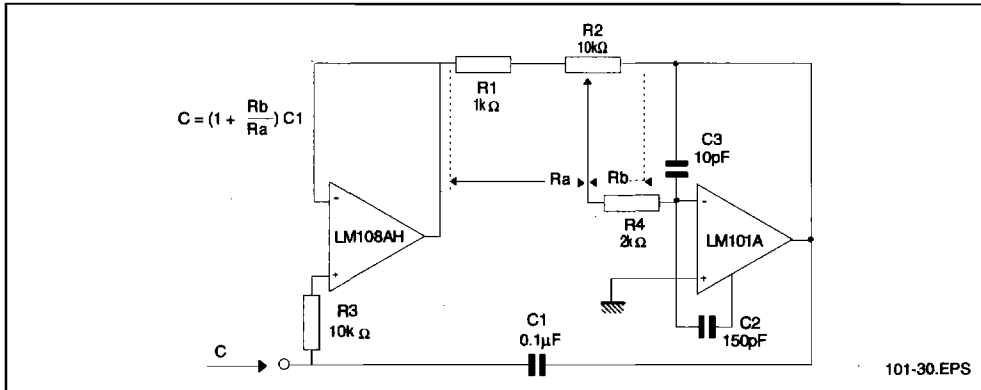 R2
10kΩ
R1
1kΩ
C = (1 + Rb/Ra) C1
C3
10pF
Ra
Rb
R4
2kΩ
-
+
LM108AH
-
+
LM101A
R3
10k Ω
C2
150pF
C1
0.1μF
C
101-30.EPS